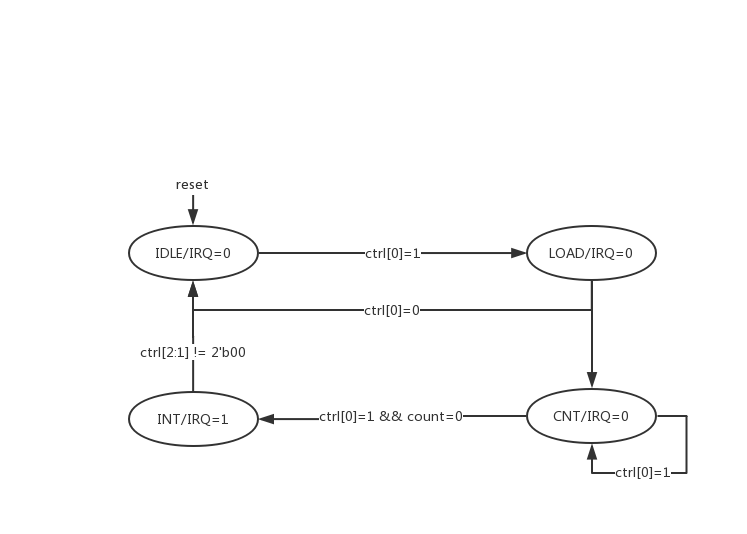 reset
IDLE/IRQ=0
ctrl[0]=1
LOAD/IRQ=0
ctrl[0]=0
ctrl[2:1] != 2'b00
INT/IRQ=1
ctrl[0]=1 && count=0
CNT/IRQ=0
ctrl[0]=1